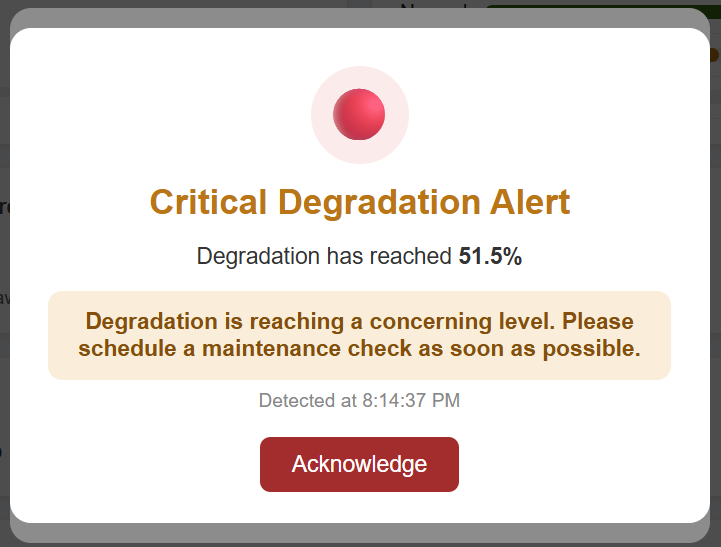 Critical Degradation Alert
Degradation has reached 51.5%
Degradation is reaching a concerning level. Please
schedule a maintenance check as soon as possible.
Detected at 8:14:37 PM
Acknowledge